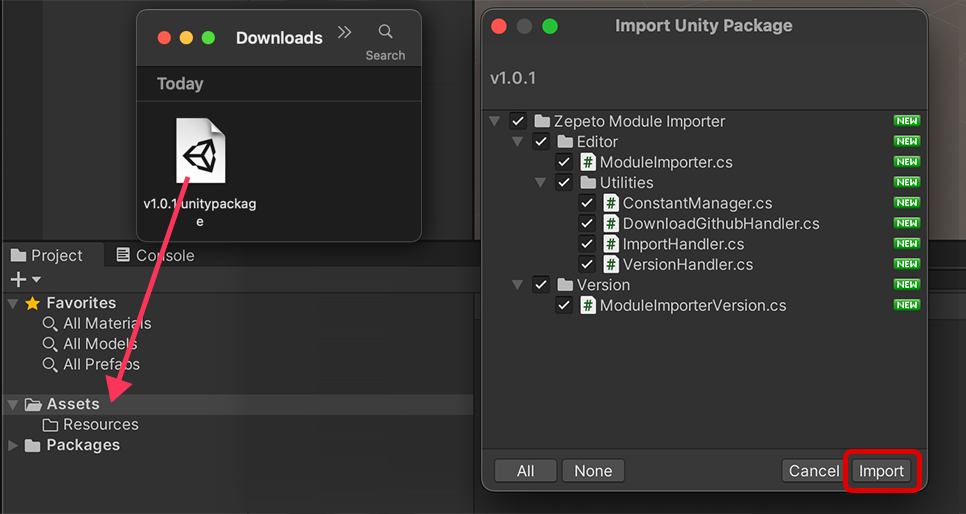 Downloads
Search
Today
v1.0.1.unitypackag
e
Project
Console
Favorites
All Materials
All Models
All Prefabs
Assets
Resources
Packages
Import Unity Package
v1.0.1
Zepeto Module Importer NEW
Editor NEW
ModuleImporter.cs NEW
Utilities NEW
ConstantManager.cs NEW
DownloadGithubHandler.cs NEW
ImportHandler.cs NEW
VersionHandler.cs NEW
Version NEW
ModuleImporterVersion.cs NEW
All None Cancel Import